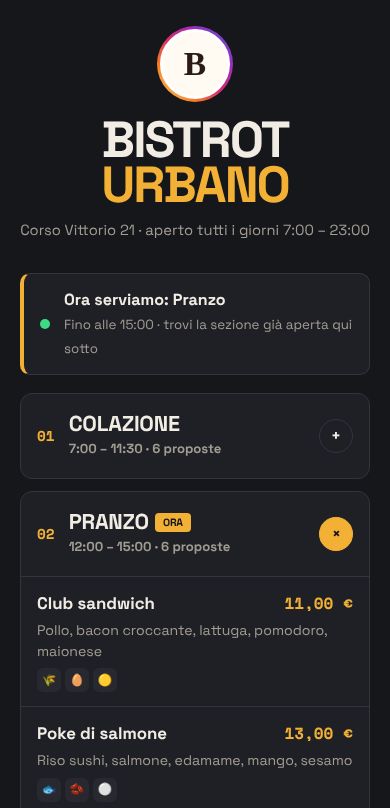 B
BISTROT
URBANO
Corso Vittorio 21 · aperto tutti i giorni 7:00 – 23:00
Ora serviamo: Pranzo
Fino alle 15:00 · trovi la sezione già aperta qui
sotto
01 COLAZIONE +
7:00 – 11:30 · 6 proposte
02 PRANZO ORA ×
12:00 – 15:00 · 6 proposte
Club sandwich 11,00 €
Pollo, bacon croccante, lattuga, pomodoro,
maionese
Poke di salmone 13,00 €
Riso sushi, salmone, edamame, mango, sesamo